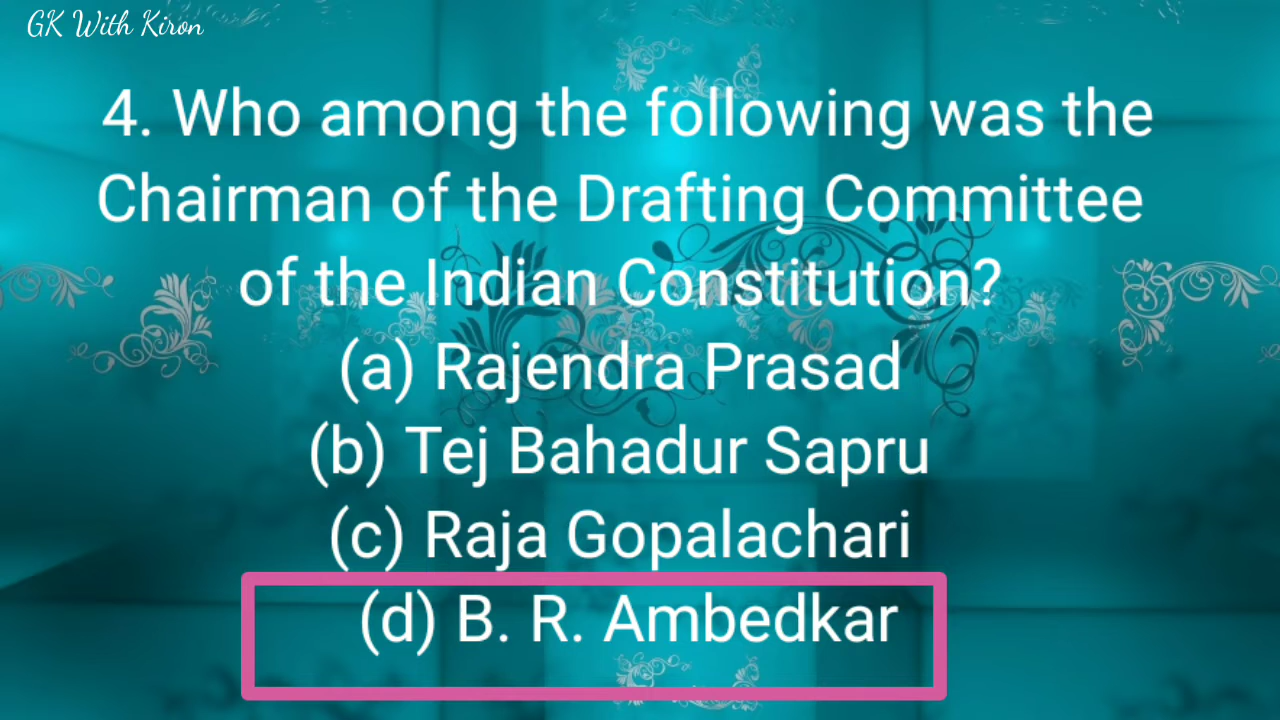 GK With Kiron
4. Who among the following was the
Chairman of the Drafting Committee
of the Indian Constitution?
(a) Rajendra Prasad
(b) Tej Bahadur Sapru
(c) Raja Gopalachari
(d) B. R. Ambedkar